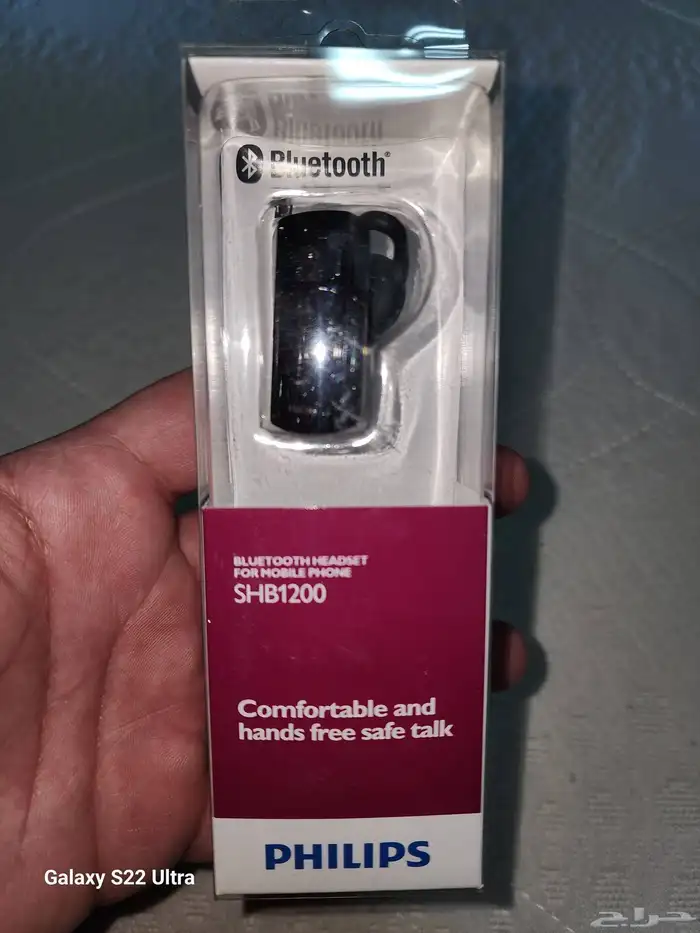 Bluetooth®
BLUETOOTH HEADSET
FOR MOBILE PHONE
SHB1200
Comfortable and
hands free safe talk
PHILIPS
Galaxy S22 Ultra
حراج